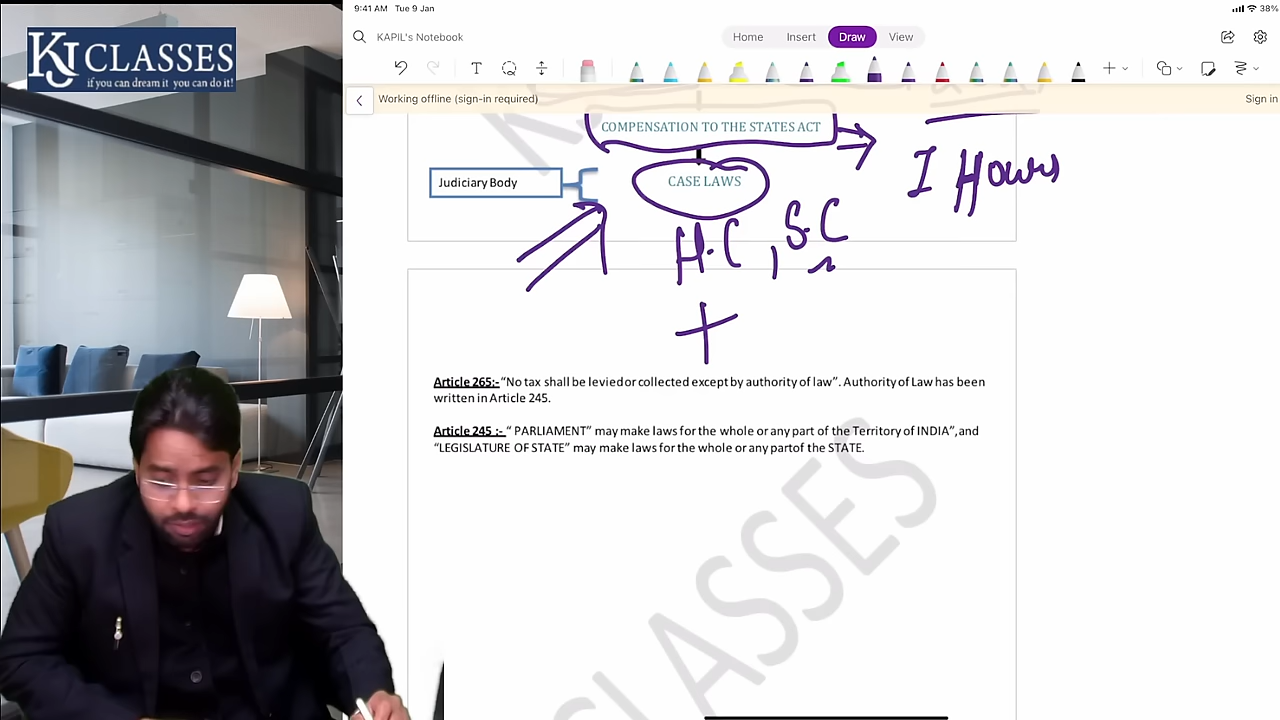 KJ CLASSES
if you can dream it you can do it!
9:41 AM Tue 9 Jan
38%
KAPIL's Notebook
Home Insert Draw View
T
Working offline (sign-in required)
Sign in
COMPENSATION TO THE STATES ACT
I Hours
Judiciary Body
CASE LAWS
H.C , S.C
+
Article 265:- “No tax shall be levied or collected except by authority of law”. Authority of Law has been
written in Article 245.
Article 245 :- “ PARLIAMENT” may make laws for the whole or any part of the Territory of INDIA”, and
“LEGISLATURE OF STATE” may make laws for the whole or any partof the STATE.
CLASSES